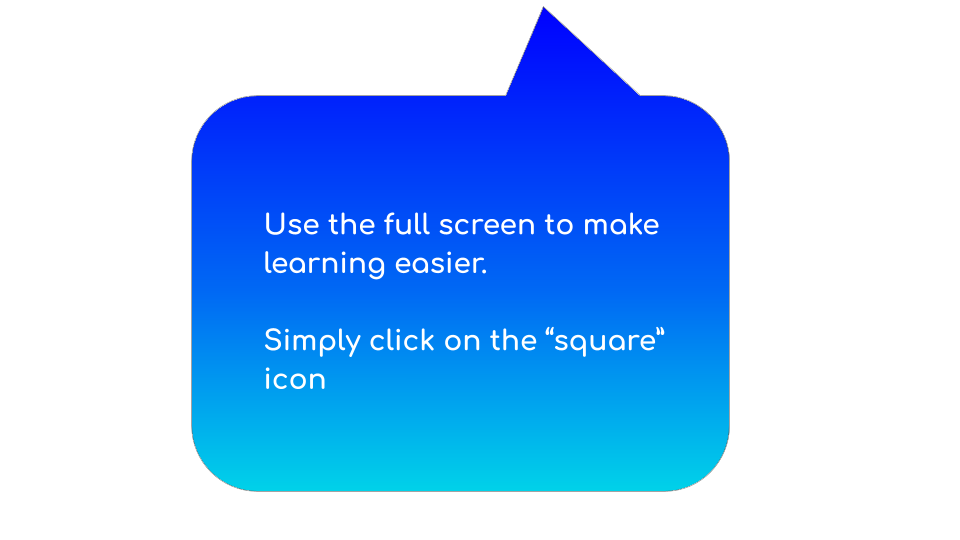 Use the full screen to make
learning easier.
Simply click on the “square”
icon